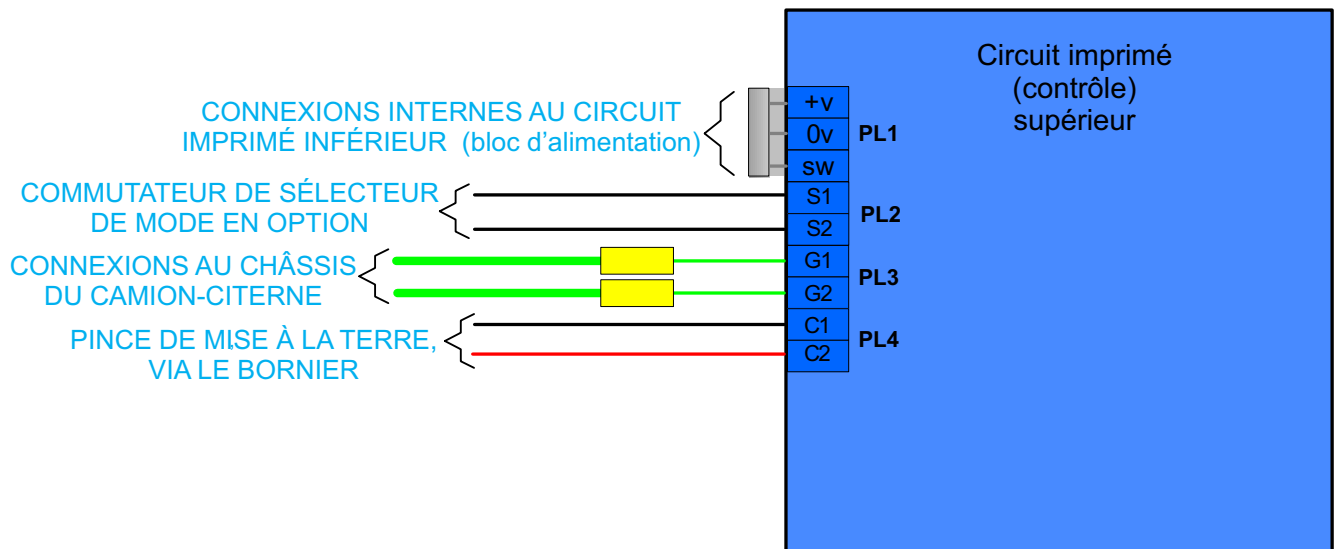 Circuit imprimé
(contrôle)
supérieur
CONNEXIONS INTERNES AU CIRCUIT
IMPRIMÉ INFÉRIEUR (bloc d'alimentation)
+v
0v
sw
PL1
COMMUTATEUR DE SÉLECTEUR
DE MODE EN OPTION
S1
S2
PL2
CONNEXIONS AU CHÂSSIS
DU CAMION-CITERNE
G1
G2
PL3
PINCE DE MISE À LA TERRE,
VIA LE BORNIER
C1
C2
PL4